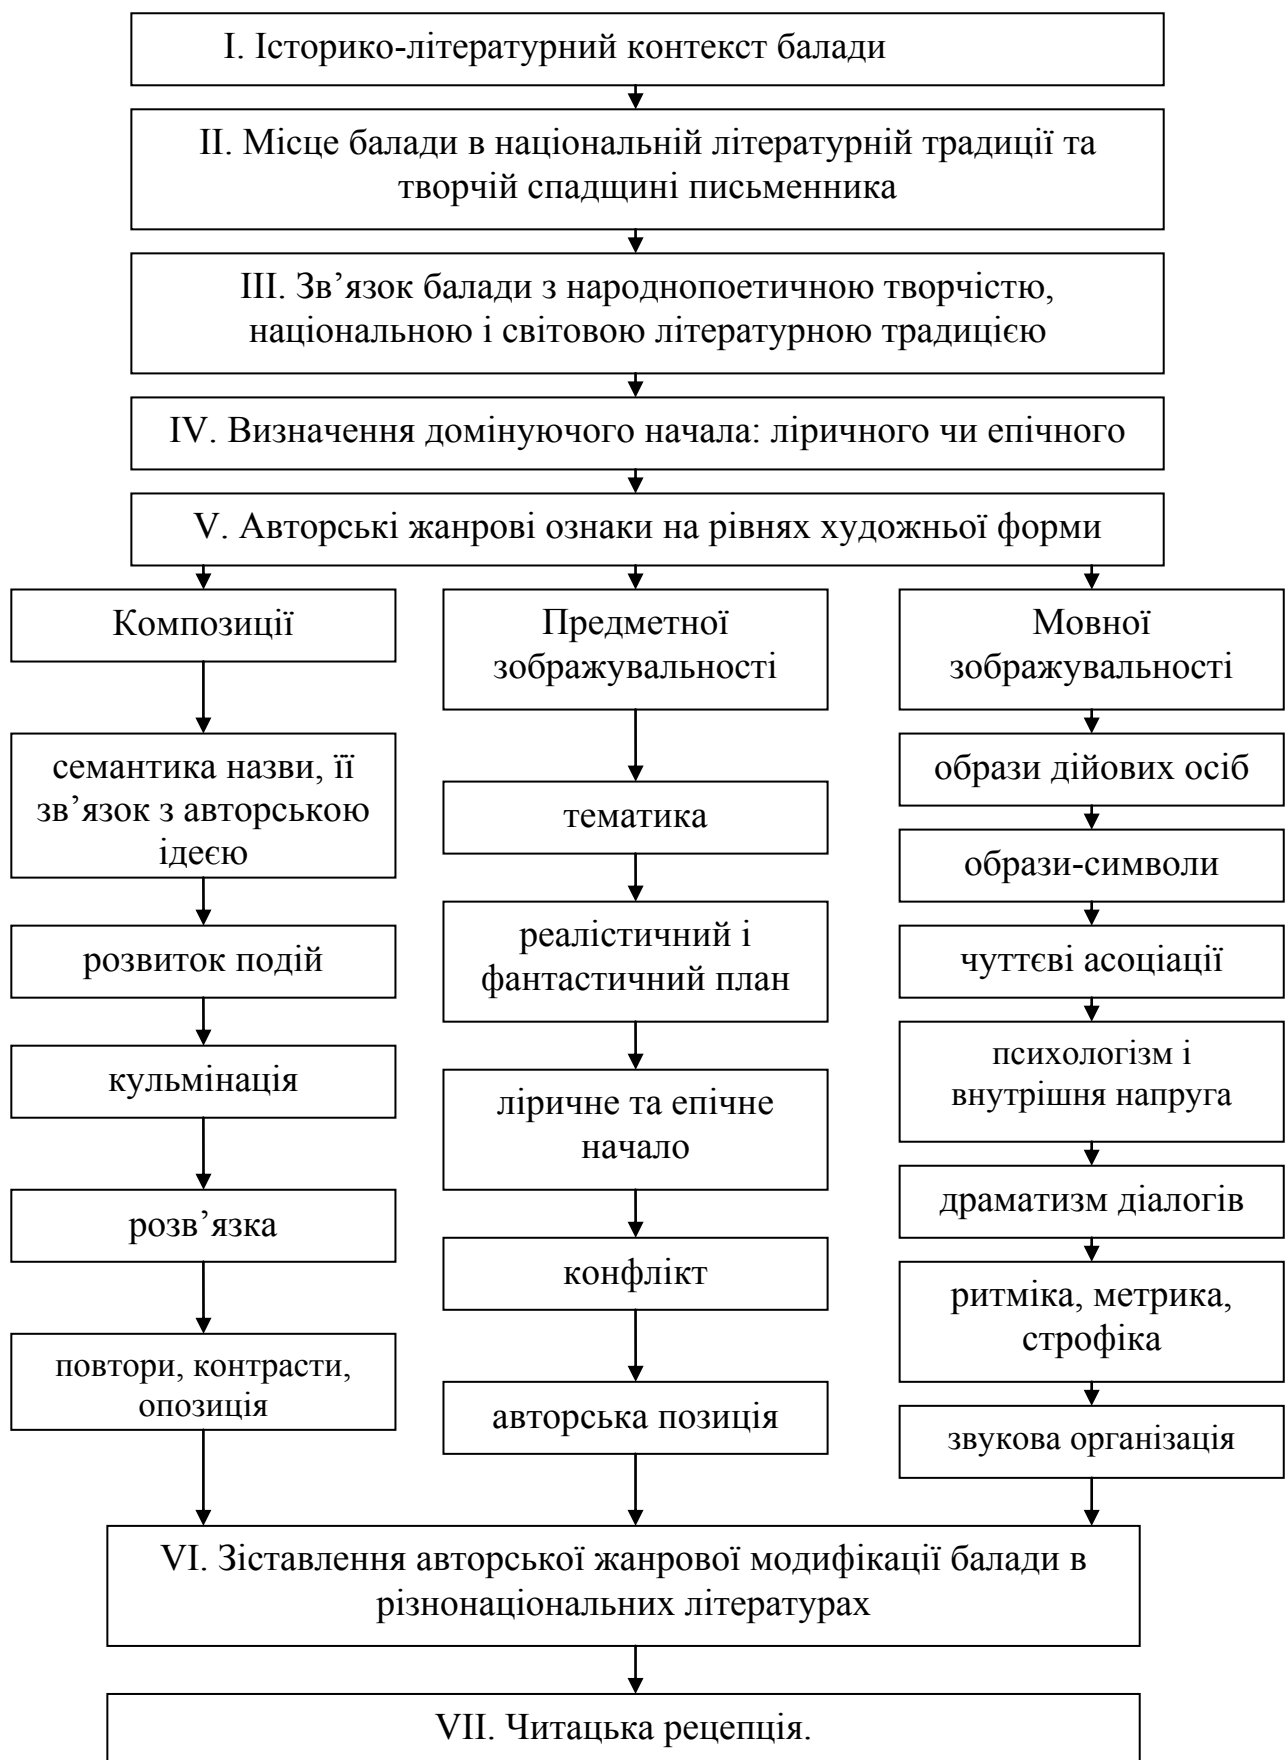 I. Історико-літературний контекст балади
II. Місце балади в національній літературній традиції та
творчій спадщині письменника
III. Зв’язок балади з народнопоетичною творчістю,
національною і світовою літературною традицією
IV. Визначення домінуючого начала: ліричного чи епічного
V. Авторські жанрові ознаки на рівнях художньої форми
Композиції
семантика назви, її
зв’язок з авторською
ідеєю
розвиток подій
кульмінація
розв’язка
повтори, контрасти,
опозиція
Предметної
зображувальності
тематика
реалістичний і
фантастичний план
ліричне та епічне
начало
конфлікт
авторська позиція
Мовної
зображувальності
образи дійових осіб
образи-символи
чуттєві асоціації
психологізм і
внутрішня напруга
драматизм діалогів
ритміка, метрика,
строфіка
звукова організація
VI. Зіставлення авторської жанрової модифікації балади в
різнонаціональних літературах
VII. Читацька рецепція.